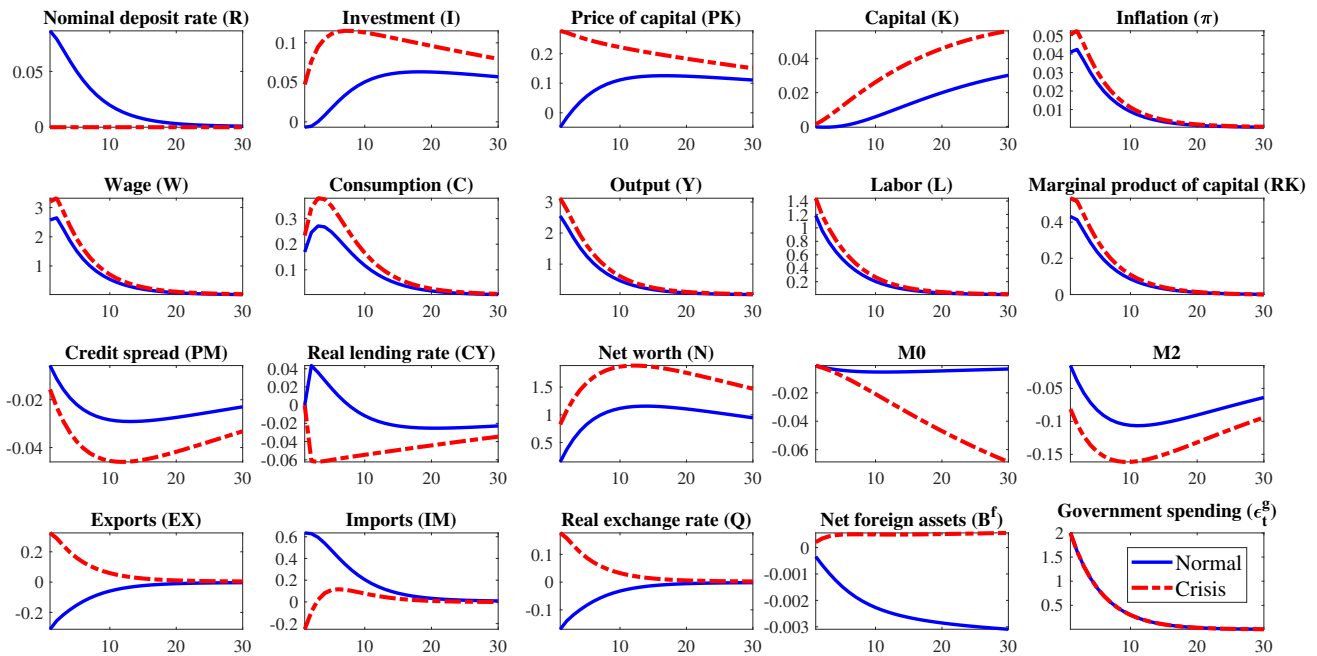 Nominal deposit rate (R)
0.05
0
10 20 30
Investment (I)
0.1
0.05
0
10 20 30
Price of capital (PK)
0.2
0.1
0
10 20 30
Capital (K)
0.04
0.02
0
10 20 30
Inflation (π)
0.05
0.04
0.03
0.02
0.01
10 20 30
Wage (W)
3
2
1
10 20 30
Consumption (C)
0.3
0.2
0.1
10 20 30
Output (Y)
3
2
1
10 20 30
Labor (L)
1.4
1.2
1
0.8
0.6
0.4
0.2
10 20 30
Marginal product of capital (RK)
0.4
0.2
0
10 20 30
Credit spread (PM)
-0.02
-0.04
10 20 30
Real lending rate (CY)
0.04
0.02
0
-0.02
-0.04
-0.06
10 20 30
Net worth (N)
1.5
1
0.5
10 20 30
M0
-0.02
-0.04
-0.06
10 20 30
M2
-0.05
-0.1
-0.15
10 20 30
Exports (EX)
0.2
0
-0.2
10 20 30
Imports (IM)
0.6
0.4
0.2
0
-0.2
10 20 30
Real exchange rate (Q)
0.1
0
-0.1
10 20 30
Net foreign assets (B^f)
0
-0.001
-0.002
-0.003
10 20 30
Government spending (ϵ_t^g)
2
1.5
1
0.5
10 20 30
Normal
Crisis